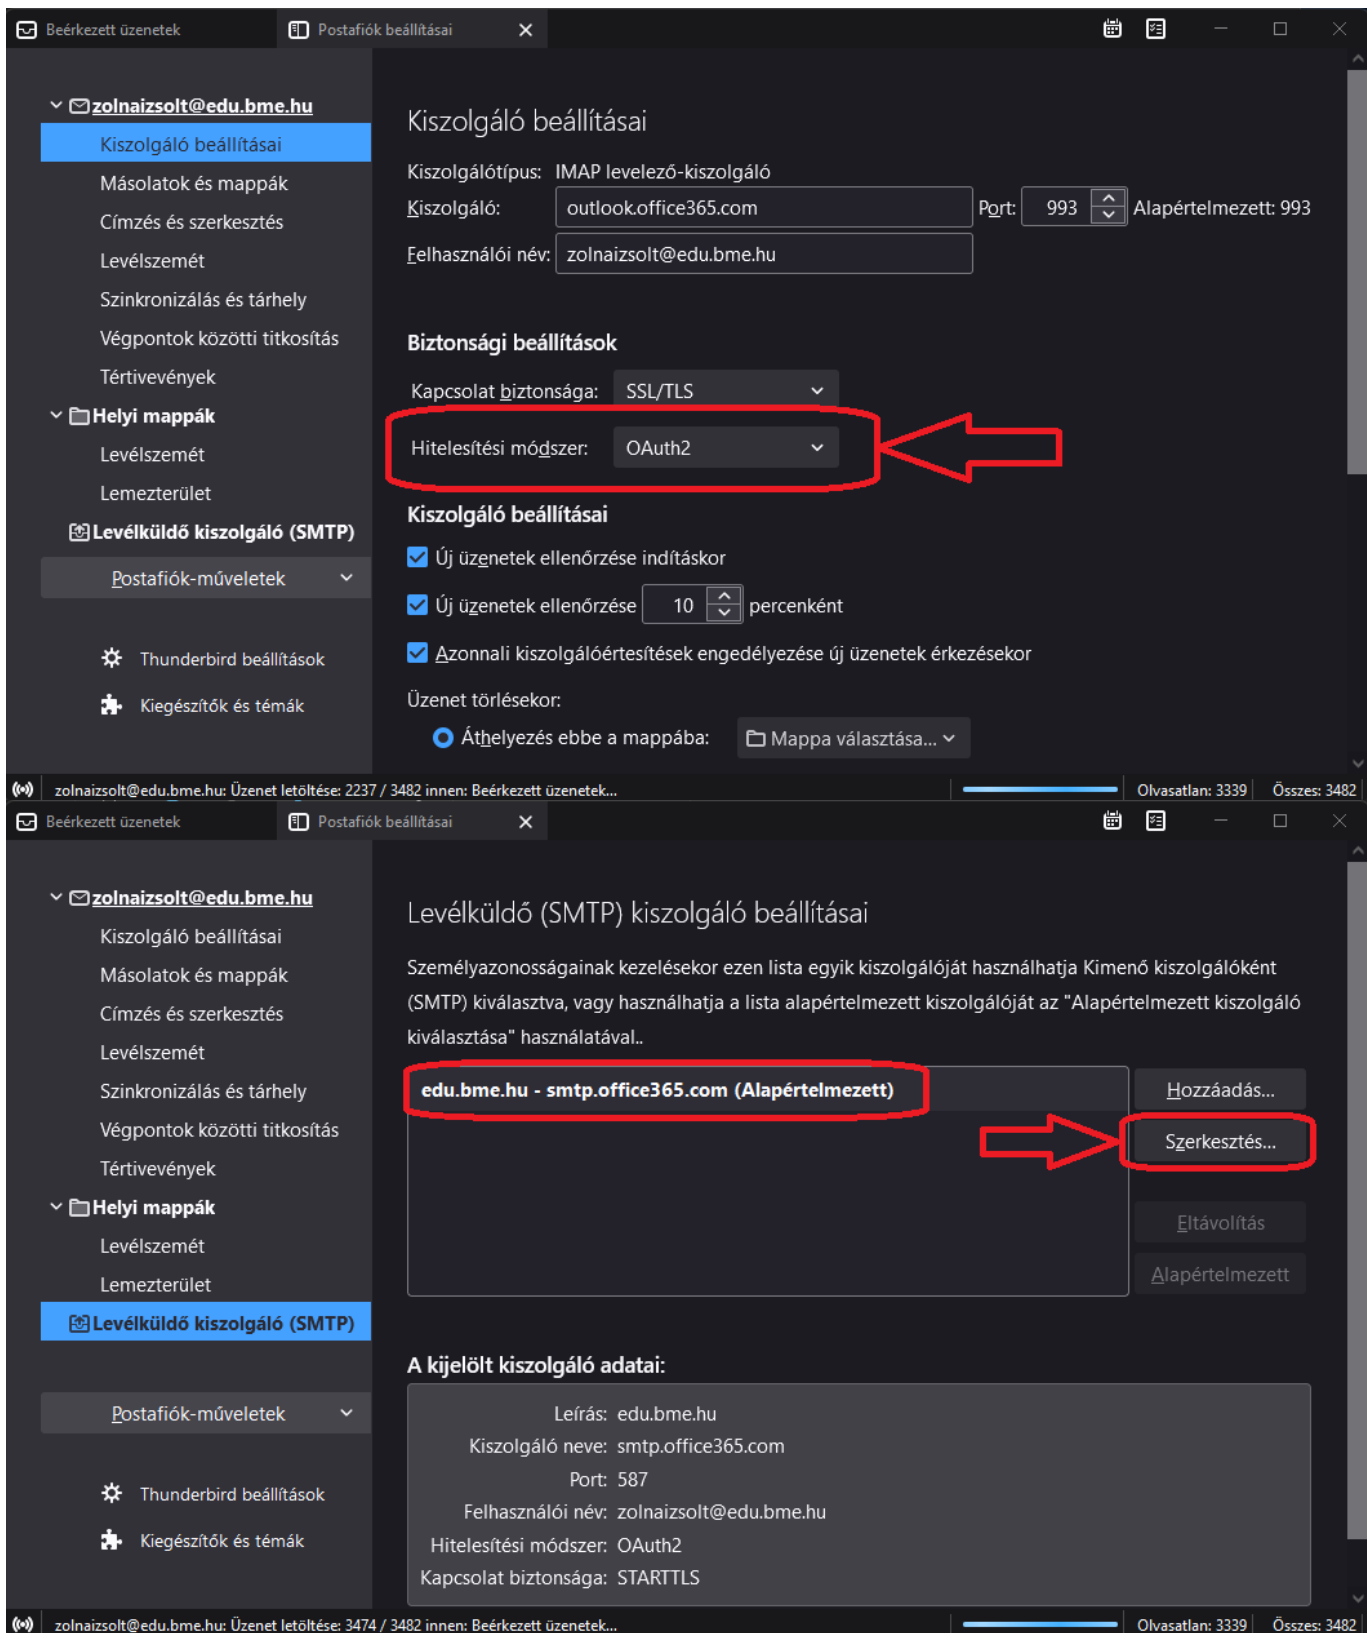 Beérkezett üzenetek
Postafiók beállításai
zolnaizsolt@edu.bme.hu
Kiszolgáló beállításai
Másolatok és mappák
Címzés és szerkesztés
Levélszemét
Szinkronizálás és tárhely
Végpontok közötti titkosítás
Tértivevények
Helyi mappák
Levélszemét
Lemezterület
Levélküldő kiszolgáló (SMTP)
Postafiók-műveletek
Thunderbird beállítások
Kiegészítők és témák
Kiszolgáló beállításai
Kiszolgálótípus: IMAP levelező-kiszolgáló
Kiszolgáló: outlook.office365.com Port: 993 Alapértelmezett: 993
Felhasználói név: zolnaizsolt@edu.bme.hu
Biztonsági beállítások
Kapcsolat biztonsága: SSL/TLS
Hitelesítési módszer: OAuth2
Kiszolgáló beállításai
Új üzenetek ellenőrzése indításkor
Új üzenetek ellenőrzése 10 percenként
Azonnali kiszolgálóértesítések engedélyezése új üzenetek érkezésekor
Üzenet törlésekor:
Áthelyezés ebbe a mappába: Mappa választása...
zolnaizsolt@edu.bme.hu: Üzenet letöltése: 2237 / 3482 innen: Beérkezett üzenetek... Olvasatlan: 3339 Összes: 3482
Beérkezett üzenetek
Postafiók beállításai
zolnaizsolt@edu.bme.hu
Kiszolgáló beállításai
Másolatok és mappák
Címzés és szerkesztés
Levélszemét
Szinkronizálás és tárhely
Végpontok közötti titkosítás
Tértivevények
Helyi mappák
Levélszemét
Lemezterület
Levélküldő kiszolgáló (SMTP)
Postafiók-műveletek
Thunderbird beállítások
Kiegészítők és témák
Levélküldő (SMTP) kiszolgáló beállításai
Személyazonosságainak kezelésekor ezen lista egyik kiszolgálóját használhatja Kimenő kiszolgálóként
(SMTP) kiválasztva, vagy használhatja a lista alapértelmezett kiszolgálóját az "Alapértelmezett kiszolgáló
kiválasztása" használatával..
edu.bme.hu - smtp.office365.com (Alapértelmezett)
Hozzáadás...
Szerkesztés...
Eltávolítás
Alapértelmezett
A kijelölt kiszolgáló adatai:
Leírás: edu.bme.hu
Kiszolgáló neve: smtp.office365.com
Port: 587
Felhasználói név: zolnaizsolt@edu.bme.hu
Hitelesítési módszer: OAuth2
Kapcsolat biztonsága: STARTTLS
zolnaizsolt@edu.bme.hu: Üzenet letöltése: 3474 / 3482 innen: Beérkezett üzenetek... Olvasatlan: 3339 Összes: 3482